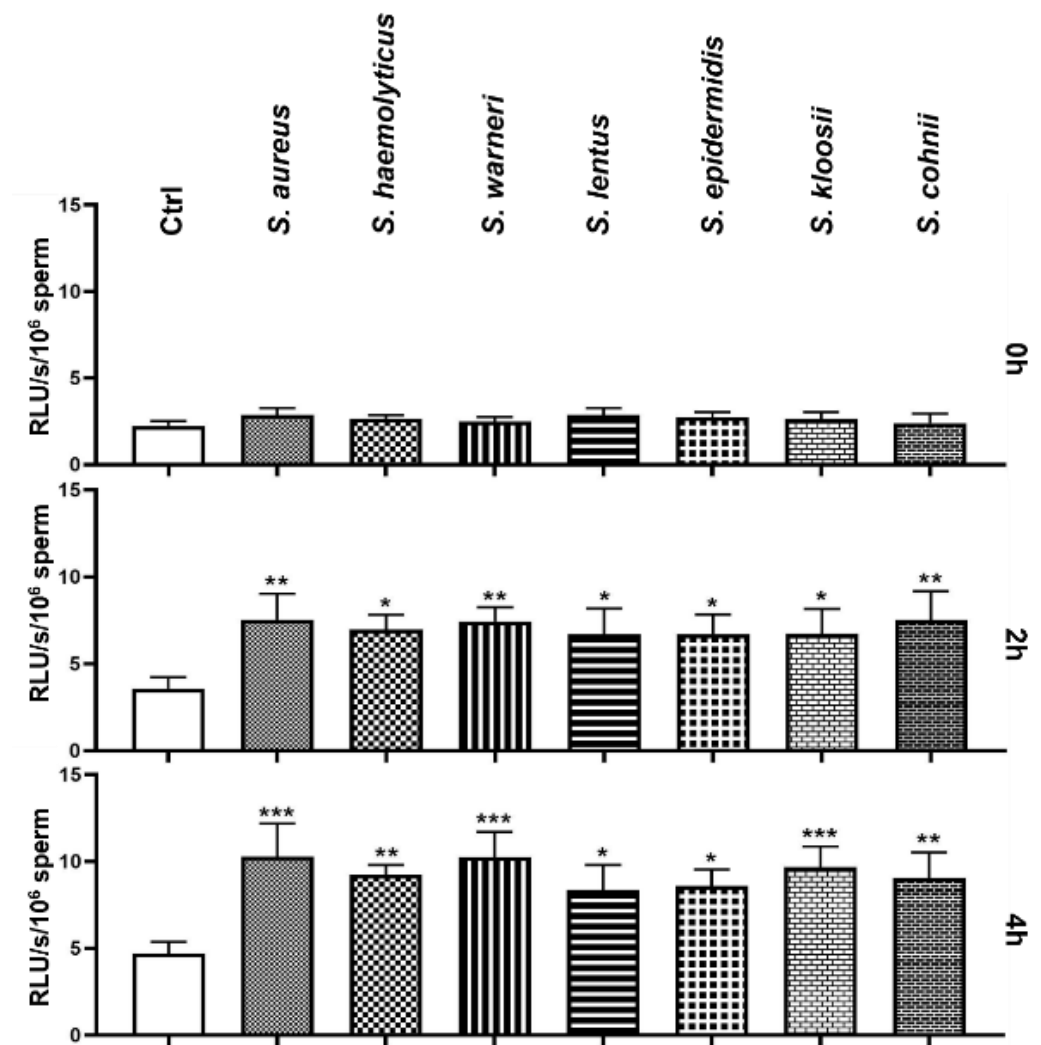 Ctrl
S. aureus
S. haemolyticus
S. warneri
S. lentus
S. epidermidis
S. kloosii
S. cohnii
RLU/s/10⁶ sperm
15
10
5
0
0h
RLU/s/10⁶ sperm
15
10
5
0
**
*
**
*
*
*
**
2h
RLU/s/10⁶ sperm
15
10
5
0
***
**
***
*
*
***
**
4h